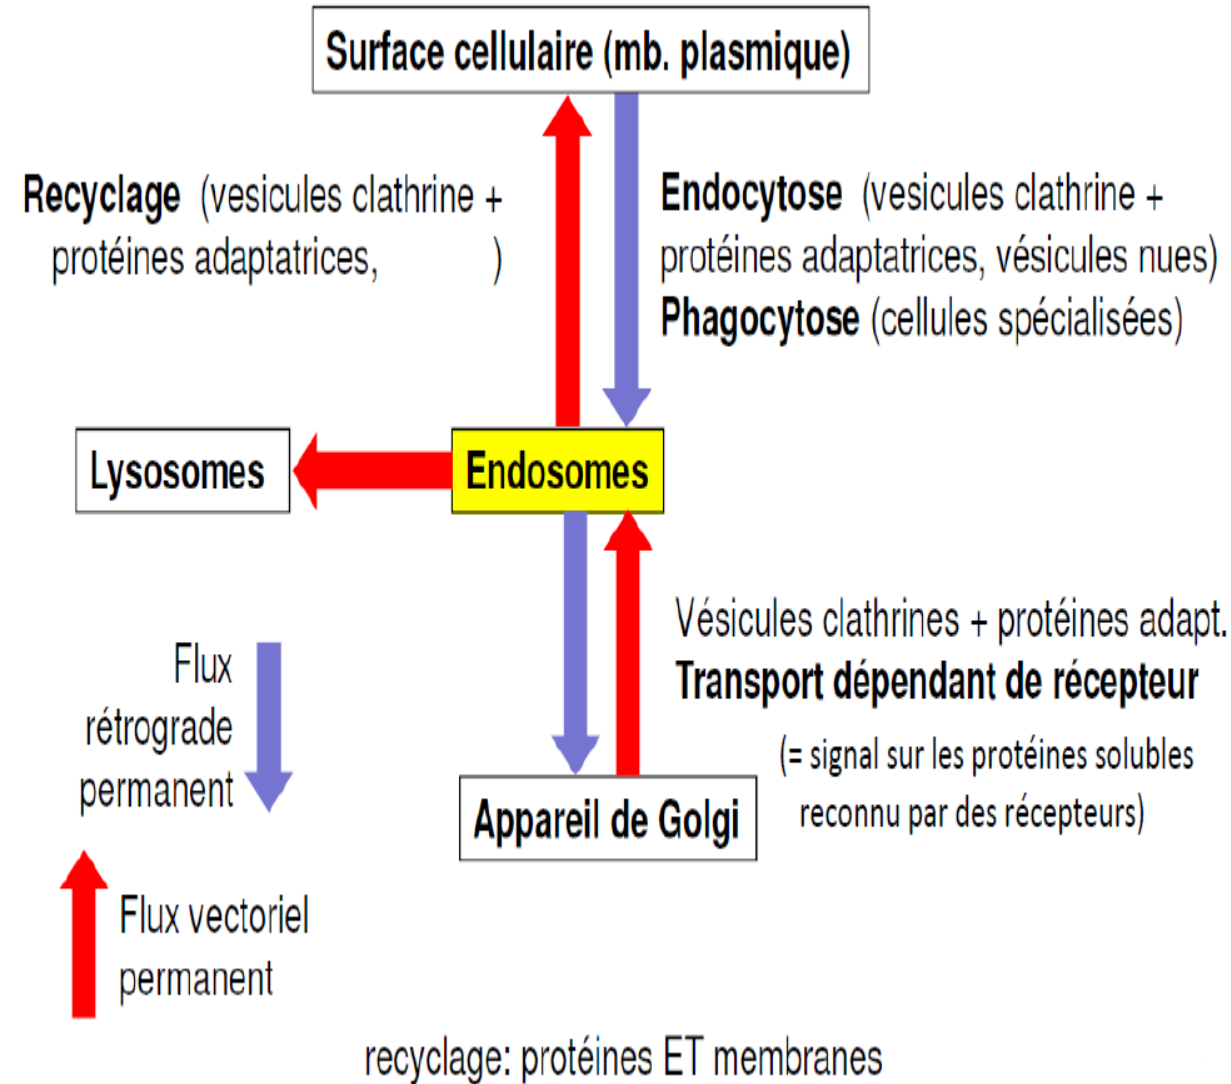 Surface cellulaire (mb. plasmique)
Recyclage (vesicules clathrine +
protéines adaptatrices, )
Endocytose (vesicules clathrine +
protéines adaptatrices, vésicules nues)
Phagocytose (cellules spécialisées)
Lysosomes
Endosomes
Vésicules clathrines + protéines adapt.
Transport dépendant de récepteur
(= signal sur les protéines solubles
reconnu par des récepteurs)
Flux
rétrograde
permanent
Appareil de Golgi
Flux vectoriel
permanent
recyclage: protéines ET membranes